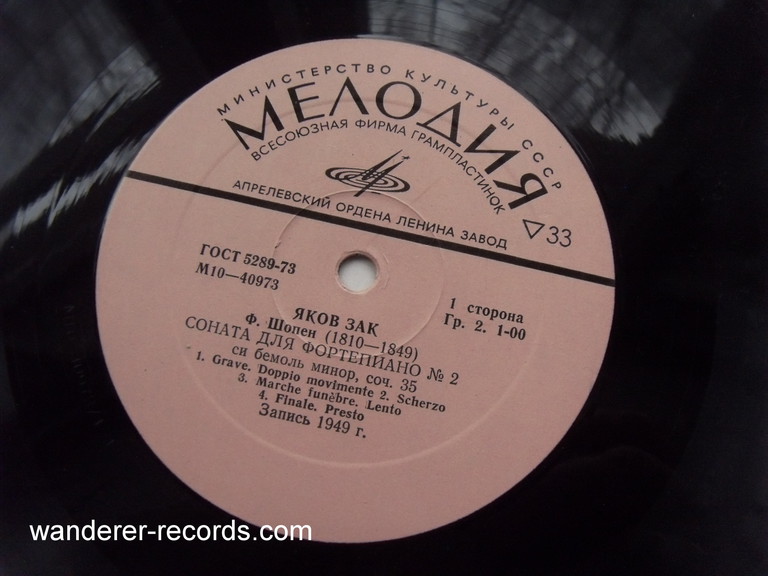 МИНИСТЕРСТВО КУЛЬТУРЫ СССР
МЕЛОДИЯ
ВСЕСОЮЗНАЯ ФИРМА ГРАМПЛАСТИНОК
АПРЕЛЕВСКИЙ ОРДЕНА ЛЕНИНА ЗАВОД
33
ГОСТ 5289-73
М10—40973
1 сторона
Гр. 2. 1-00
ЯКОВ ЗАК
Ф. Шопен (1810—1849)
СОНАТА ДЛЯ ФОРТЕПИАНО № 2
си бемоль минор, соч. 35
1. Grave. Doppio movimente 2. Scherzo
3. Marche funèbre. Lento
4. Finale. Presto
Запись 1949 г.
wanderer-records.com